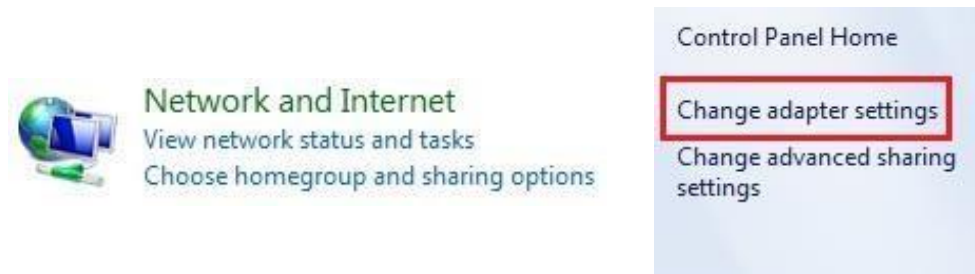 Network and Internet
View network status and tasks
Choose homegroup and sharing options
Control Panel Home
Change adapter settings
Change advanced sharing
settings